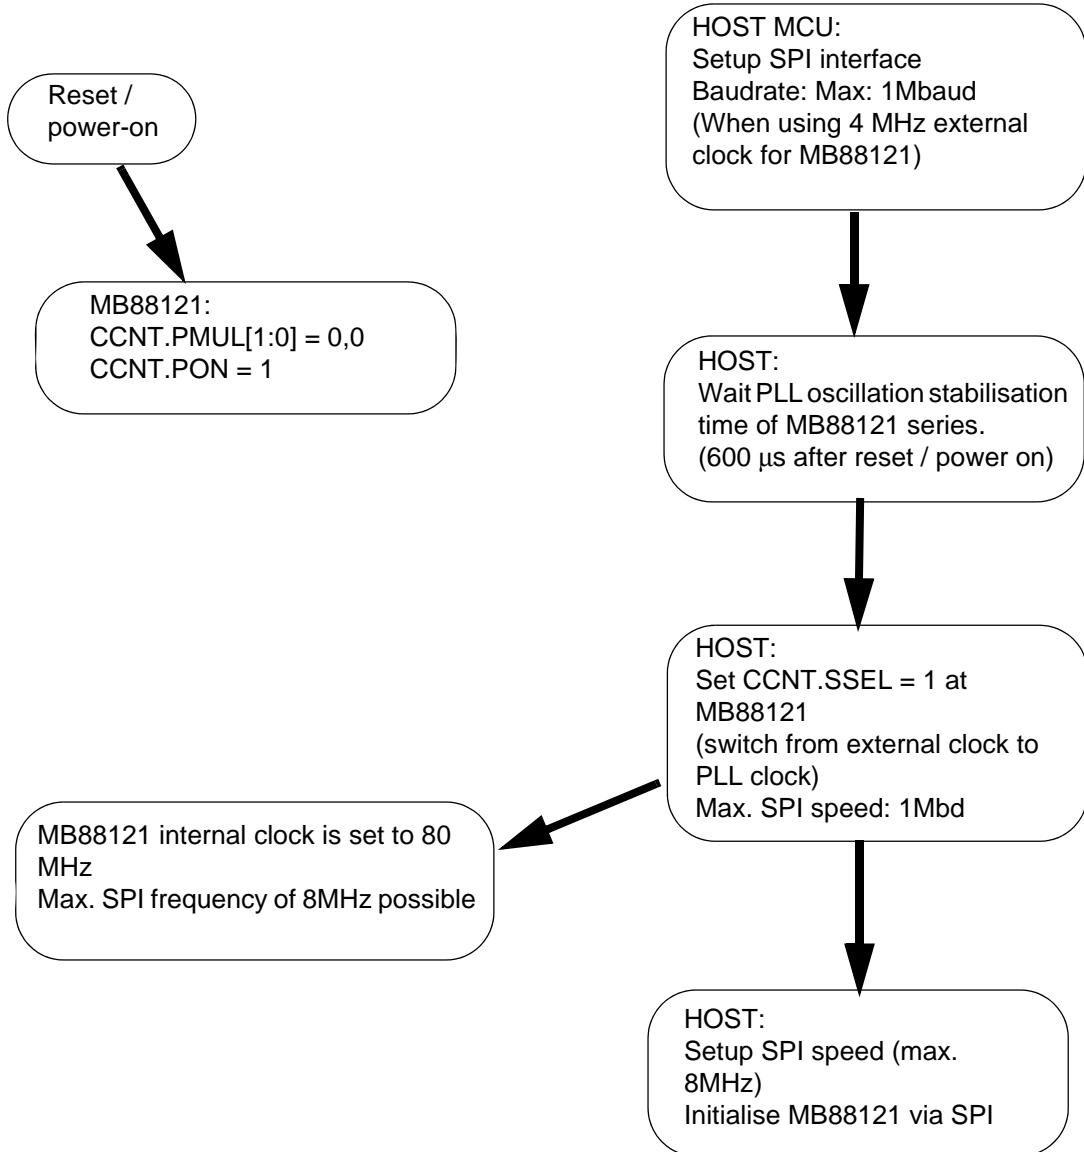 Reset /
power-on
MB88121:
CCNT.PMUL[1:0] = 0,0
CCNT.PON = 1
HOST MCU:
Setup SPI interface
Baudrate: Max: 1Mbaud
(When using 4 MHz external
clock for MB88121)
HOST:
Wait PLL oscillation stabilisation
time of MB88121 series.
(600 μs after reset / power on)
HOST:
Set CCNT.SSEL = 1 at
MB88121
(switch from external clock to
PLL clock)
Max. SPI speed: 1Mbd
MB88121 internal clock is set to 80
MHz
Max. SPI frequency of 8MHz possible
HOST:
Setup SPI speed (max.
8MHz)
Initialise MB88121 via SPI